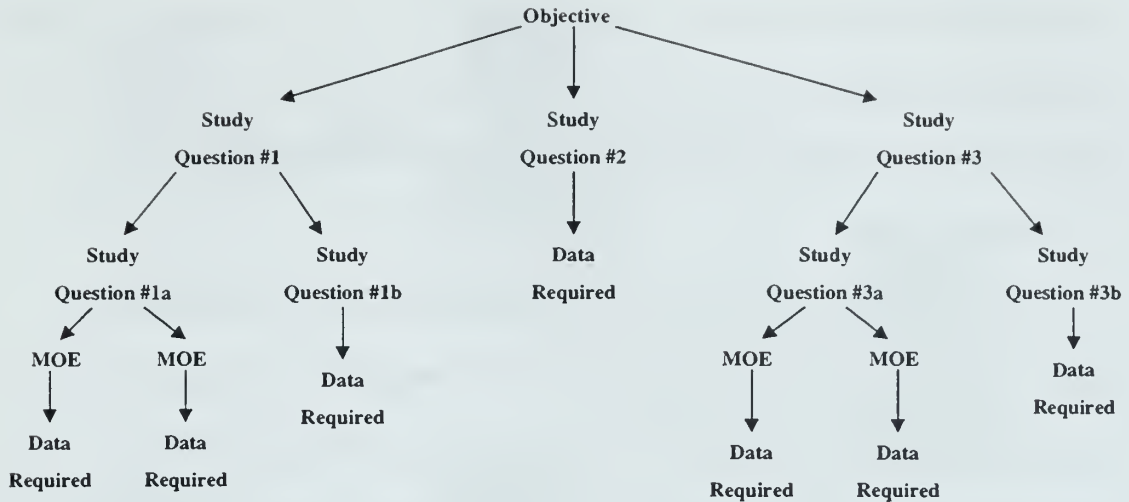 Objective
Study
Question #1
Study
Question #2
Study
Question #3
Study
Question #1a
Study
Question #1b
Data
Required
Study
Question #3a
Study
Question #3b
MOE
MOE
Data
Required
MOE
MOE
Data
Required
Data
Required
Data
Required
Data
Required
Data
Required